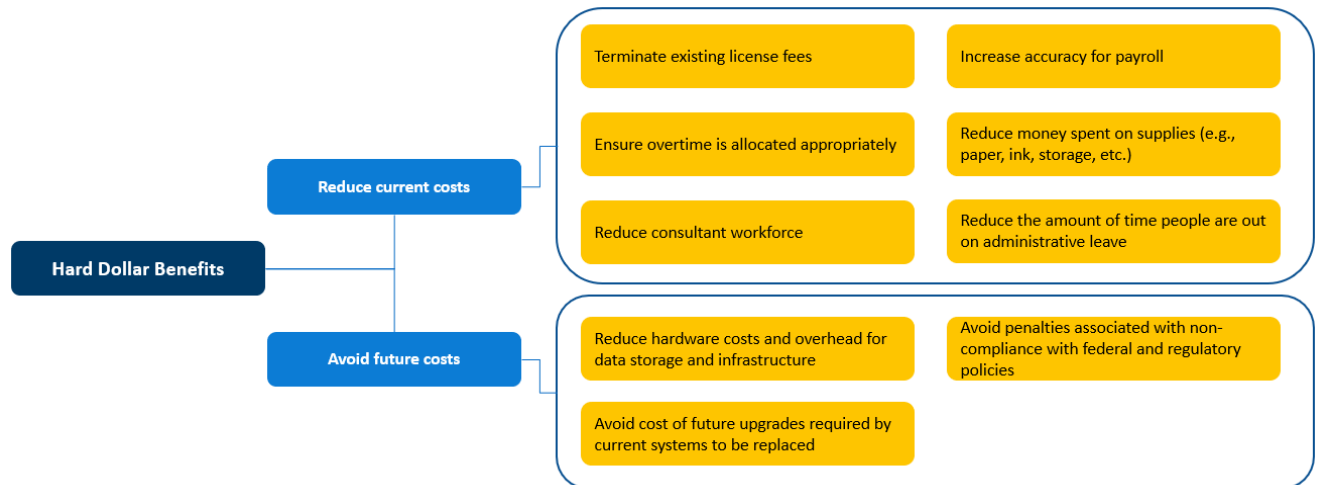 Hard Dollar Benefits
Reduce current costs
Terminate existing license fees
Increase accuracy for payroll
Ensure overtime is allocated appropriately
Reduce money spent on supplies (e.g.,
paper, ink, storage, etc.)
Reduce consultant workforce
Reduce the amount of time people are out
on administrative leave
Avoid future costs
Reduce hardware costs and overhead for
data storage and infrastructure
Avoid penalties associated with non-
compliance with federal and regulatory
policies
Avoid cost of future upgrades required by
current systems to be replaced